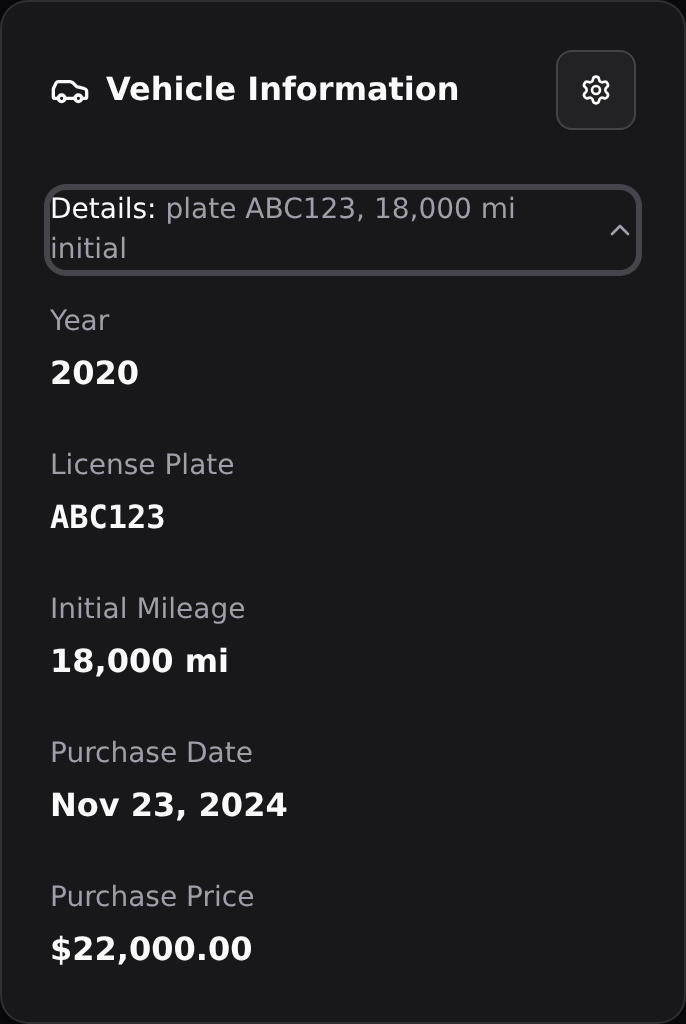 Vehicle Information
Details: plate ABC123, 18,000 mi
initial
Year
2020
License Plate
ABC123
Initial Mileage
18,000 mi
Purchase Date
Nov 23, 2024
Purchase Price
$22,000.00